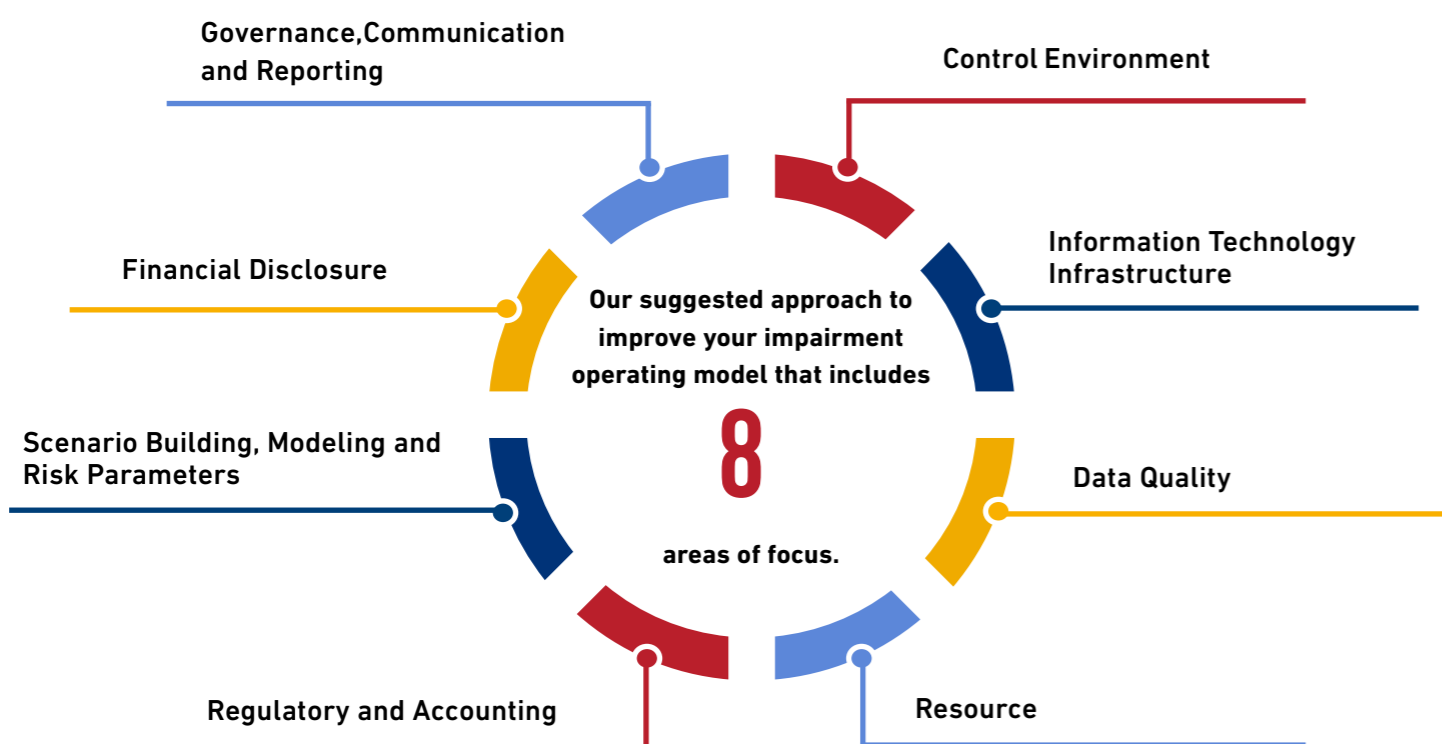 Governance,Communication
and Reporting
Control Environment
Financial Disclosure
Information Technology
Infrastructure
Our suggested approach to
improve your impairment
operating model that includes
8
areas of focus.
Scenario Building, Modeling and
Risk Parameters
Data Quality
Regulatory and Accounting
Resource